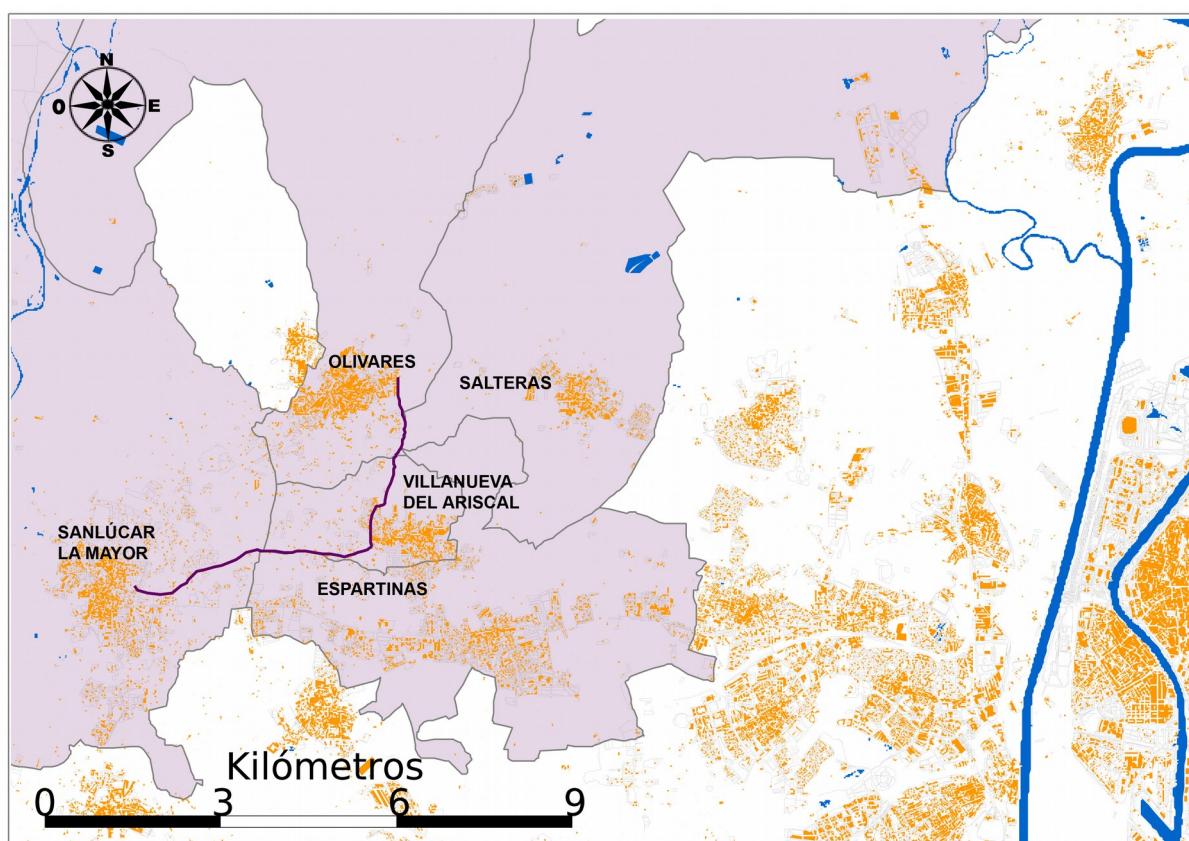 N
O
E
S
OLIVARES
SALTERAS
VILLANUEVA
DEL ARISCAL
SANLÚCAR
LA MAYOR
ESPARTINAS
Kilómetros
0 3 6 9